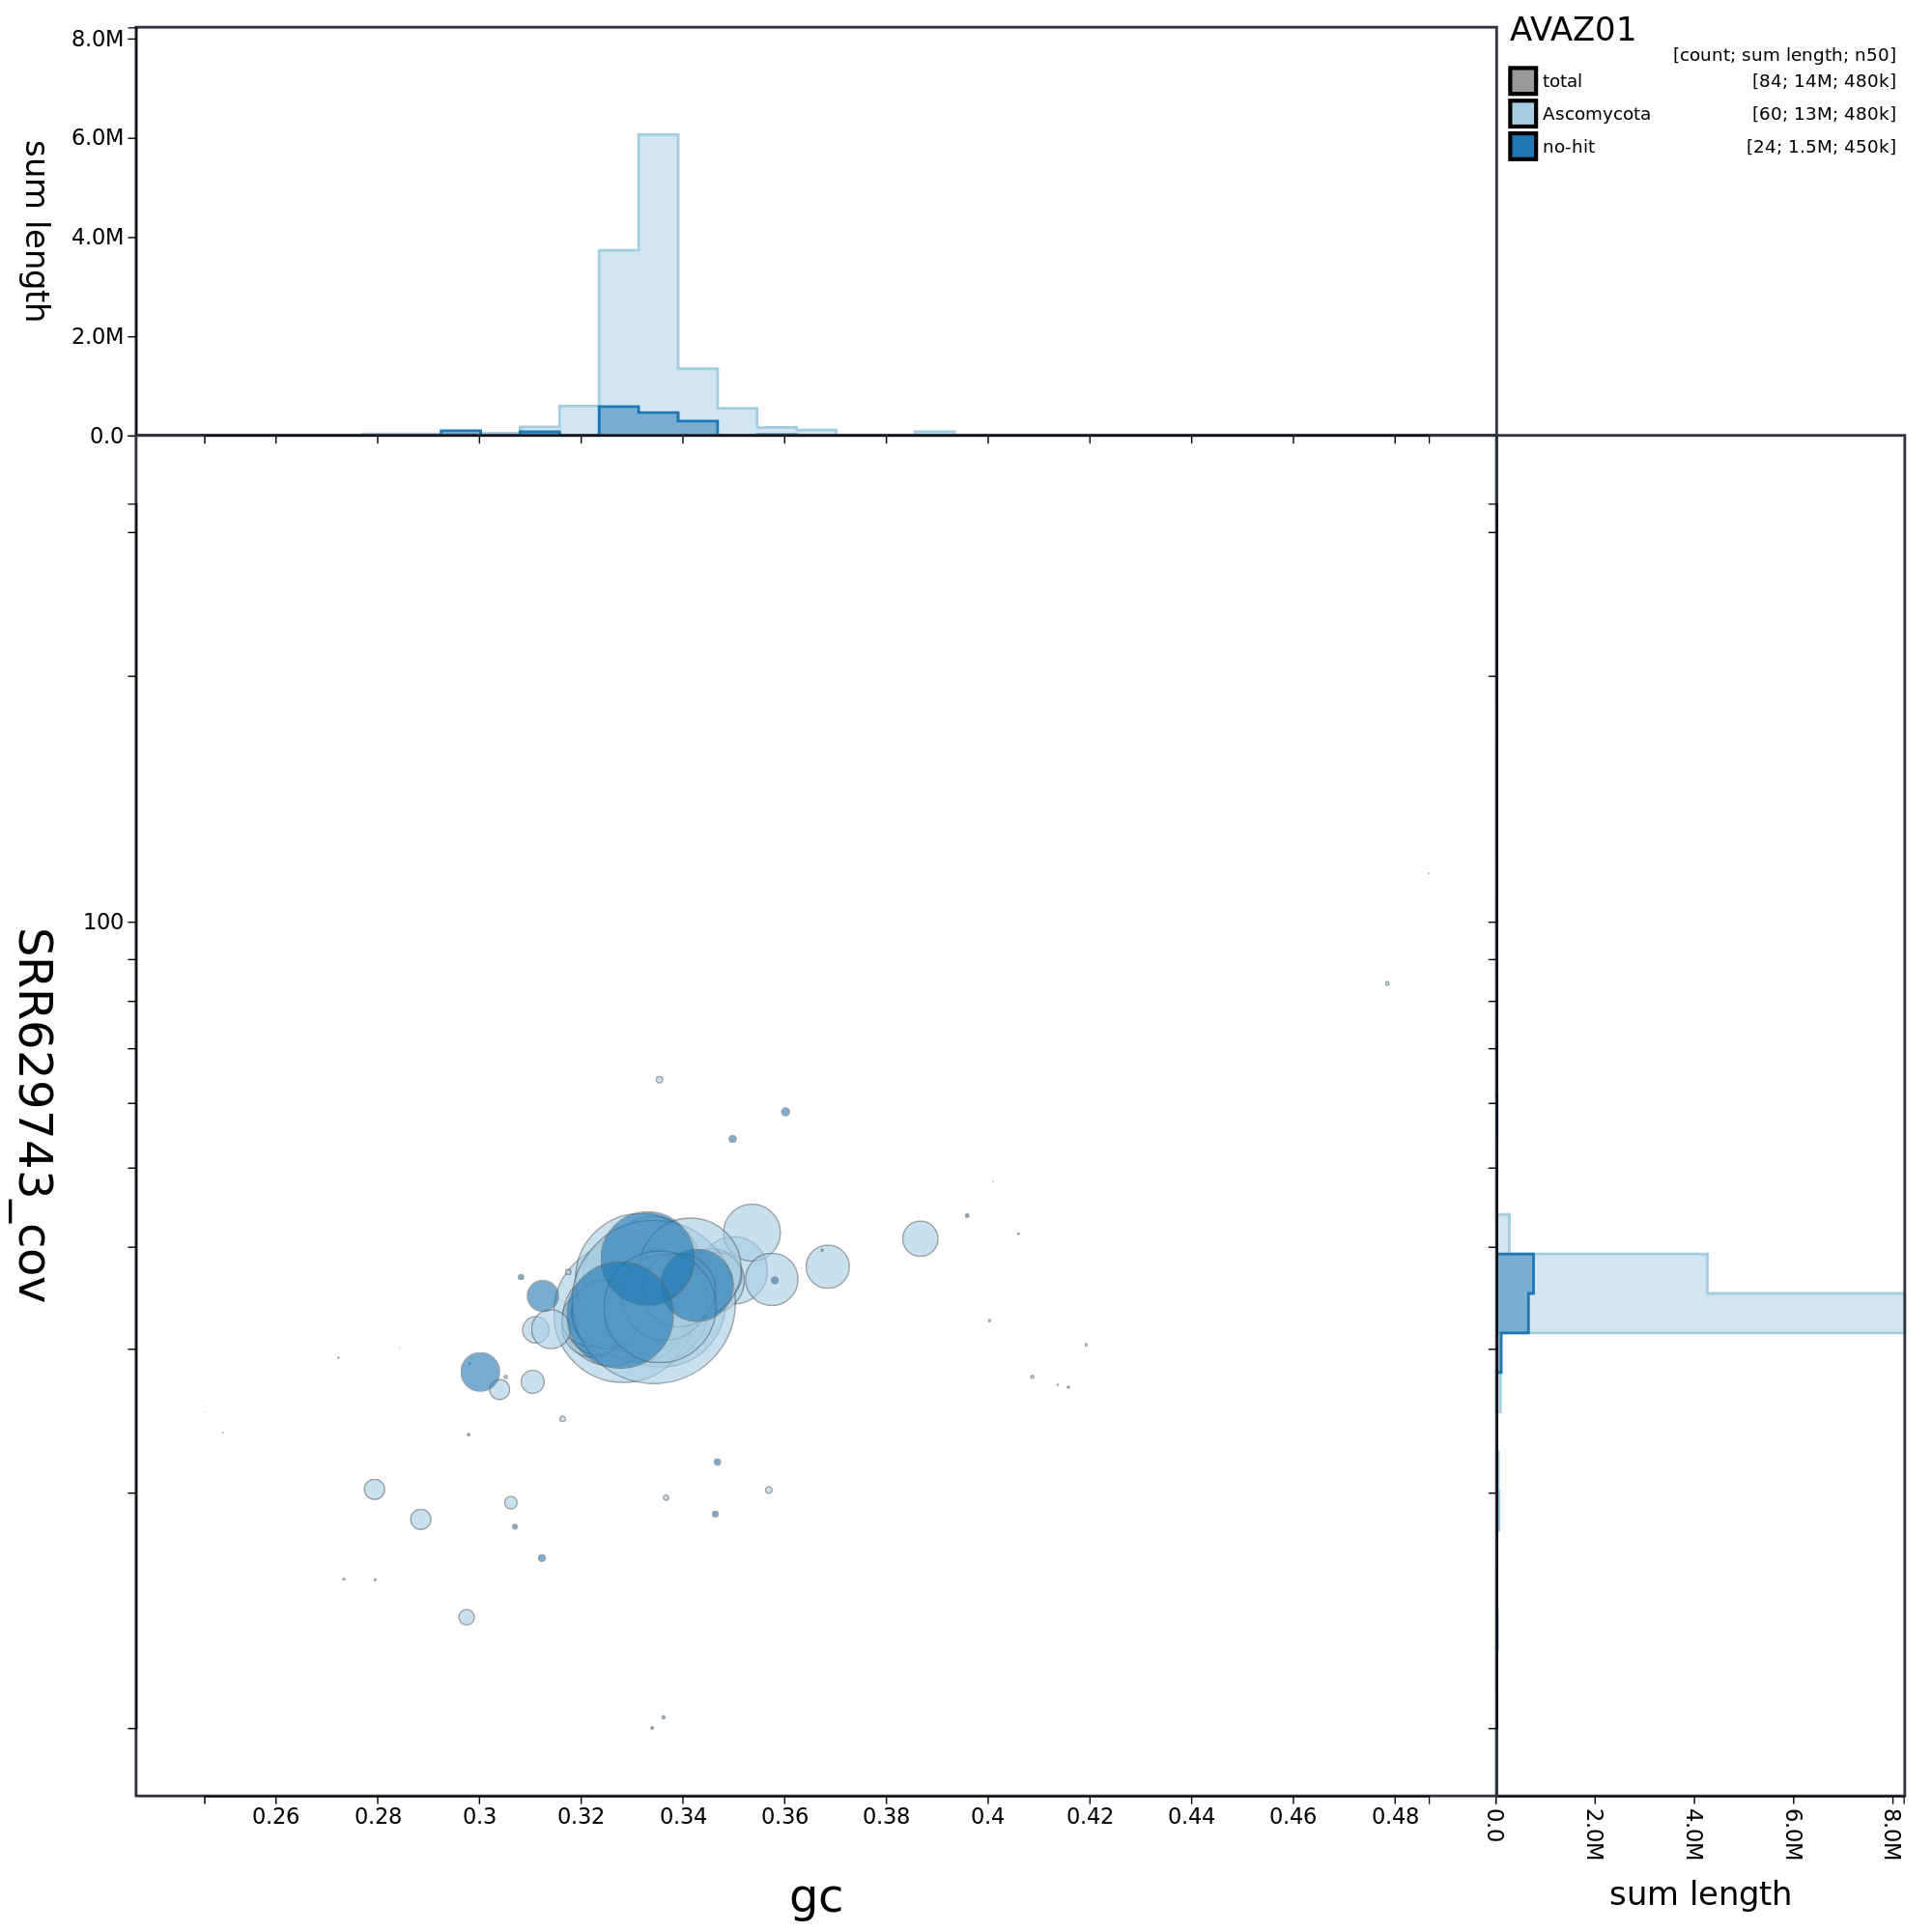 AVAZ01
[count; sum length; n50]
total [84; 14M; 480k]
Ascomycota [60; 13M; 480k]
no-hit [24; 1.5M; 450k]
sum length
8.0M
6.0M
4.0M
2.0M
0.0
SRR629743_cov
100
0.26 0.28 0.3 0.32 0.34 0.36 0.38 0.4 0.42 0.44 0.46 0.48
gc
0.0 2.0M 4.0M 6.0M 8.0M
sum length